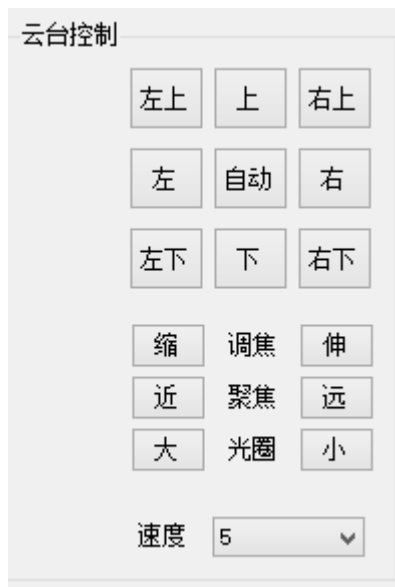 云台控制
左上 上 右上
左 自动 右
左下 下 右下
缩 调焦 伸
近 聚焦 远
大 光圈 小
速度 5